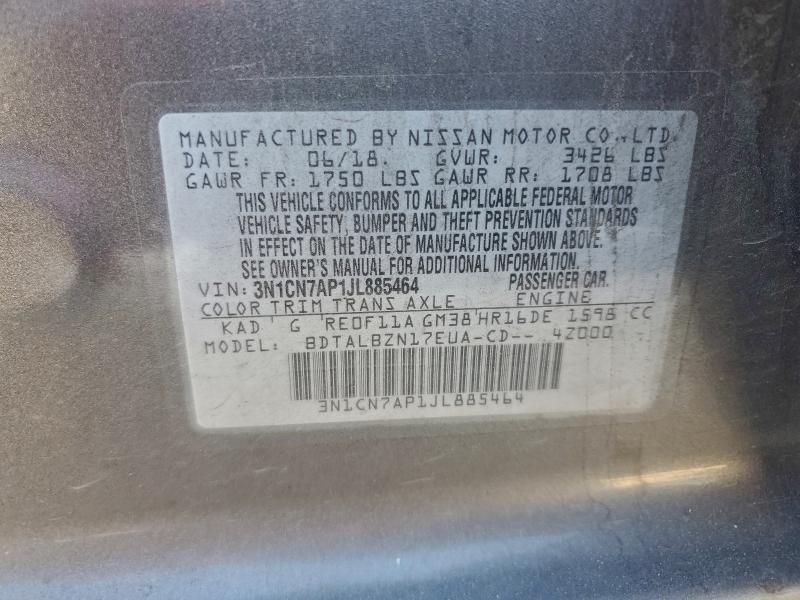 MANUFACTURED BY NISSAN MOTOR CO., LTD.
DATE: 06/18. GVWR: 3426 LBS
GAWR FR: 1750 LBS GAWR RR: 1708 LBS
THIS VEHICLE CONFORMS TO ALL APPLICABLE FEDERAL MOTOR
VEHICLE SAFETY, BUMPER AND THEFT PREVENTION STANDARDS
IN EFFECT ON THE DATE OF MANUFACTURE SHOWN ABOVE.
SEE OWNER'S MANUAL FOR ADDITIONAL INFORMATION.
VIN: 3N1CN7AP1JL885464 PASSENGER CAR.
COLOR TRIM TRANS AXLE ENGINE
KAD G RE0F11A GM38 HR16DE 1598 CC
MODEL: BDTALBZN17EUA-CD-- 4Z000
3N1CN7AP1JL885464